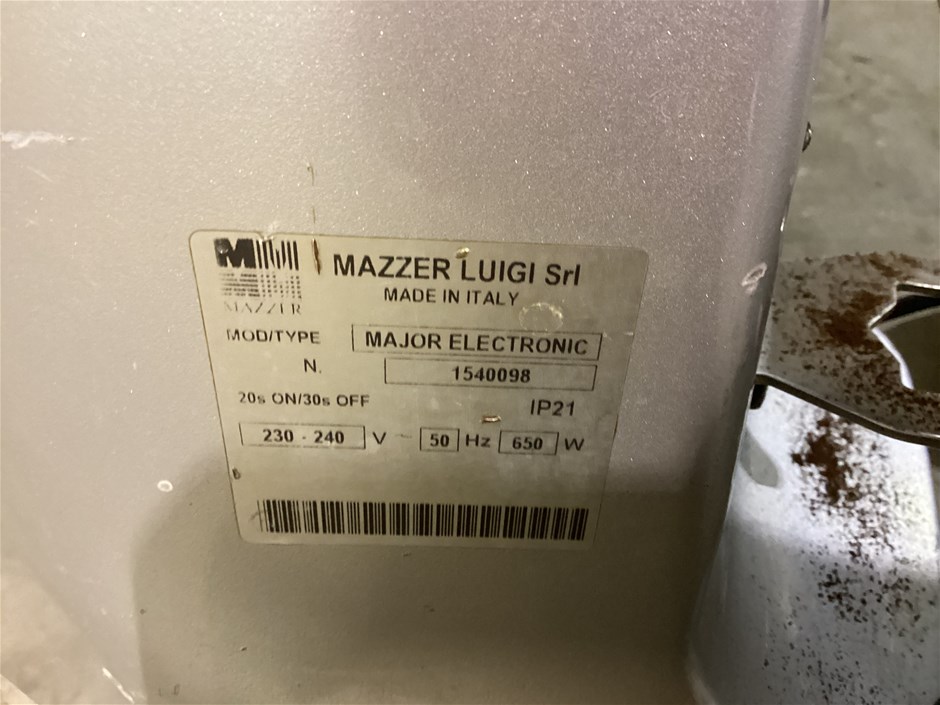 M
MAZZER
MAZZER LUIGI Srl
MADE IN ITALY
MOD/TYPE MAJOR ELECTRONIC
N. 1540098
20s ON/30s OFF IP21
230 - 240 V ~ 50 Hz 650 W